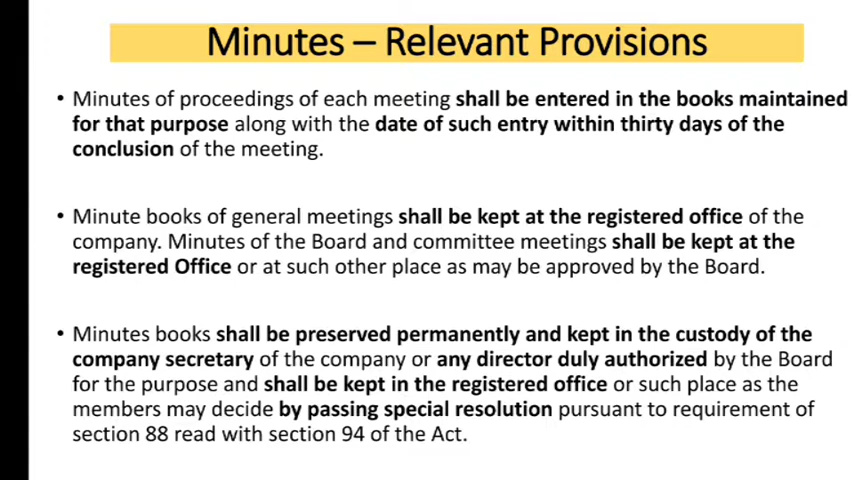 Minutes – Relevant Provisions
• Minutes of proceedings of each meeting shall be entered in the books maintained
for that purpose along with the date of such entry within thirty days of the
conclusion of the meeting.
• Minute books of general meetings shall be kept at the registered office of the
company. Minutes of the Board and committee meetings shall be kept at the
registered Office or at such other place as may be approved by the Board.
• Minutes books shall be preserved permanently and kept in the custody of the
company secretary of the company or any director duly authorized by the Board
for the purpose and shall be kept in the registered office or such place as the
members may decide by passing special resolution pursuant to requirement of
section 88 read with section 94 of the Act.